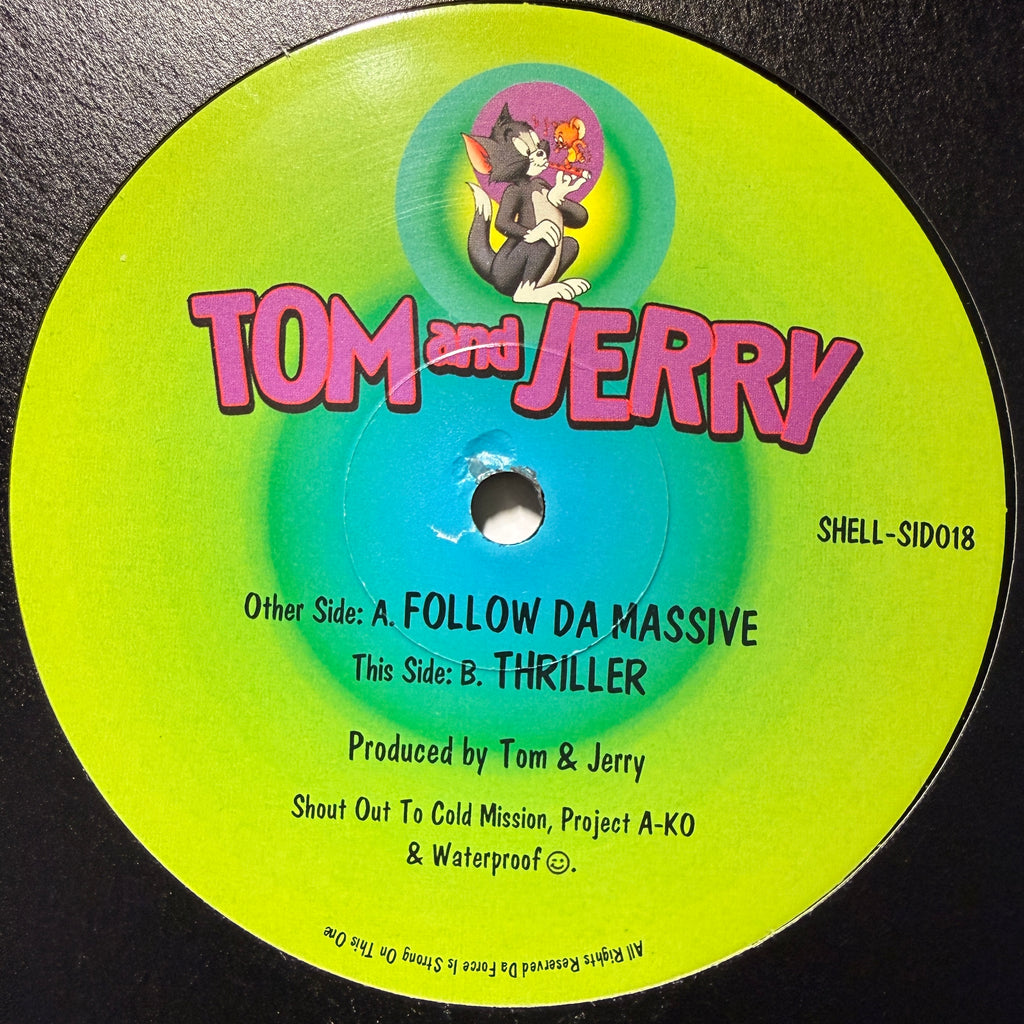 TOM and JERRY
SHELL-SID018
Other Side: A. FOLLOW DA MASSIVE
This Side: B. THRILLER
Produced by Tom & Jerry
Shout Out To Cold Mission, Project A-KO
& Waterproof☺.
All Rights Reserved Da Force Is Strong On This One